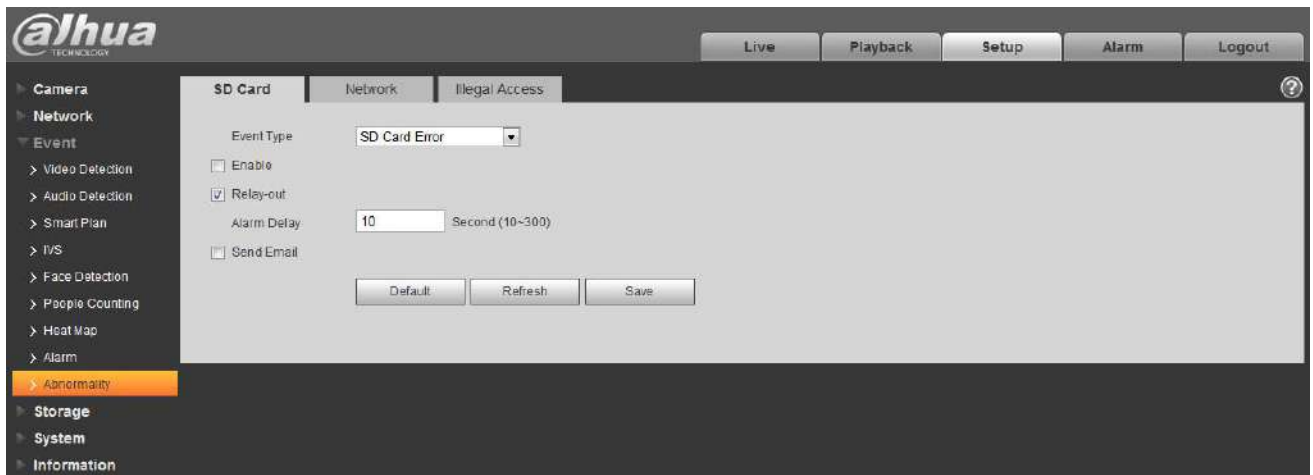 alhua
TECHNOLOGY
Live
Playback
Setup
Alarm
Logout
Camera
Network
Event
Video Detection
Audio Detection
Smart Plan
IVS
Face Detection
People Counting
Heat Map
Alarm
Abnormality
Storage
System
Information
SD Card
Network
Illegal Access
?
Event Type
SD Card Error
Enable
Relay-out
Alarm Delay
10
Second (10~300)
Send Email
Default
Refresh
Save